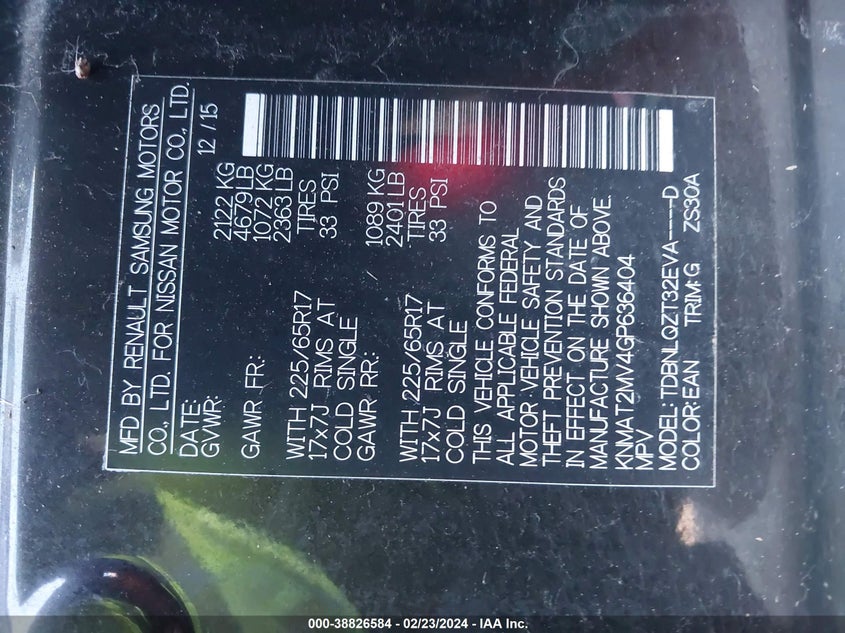 MFD BY RENAULT SAMSUNG MOTORS
CO., LTD. FOR NISSAN MOTOR CO., LTD.
DATE: 12 / 15
GVWR: 2122 KG
4679 LB
GAWR FR: 1072 KG
2363 LB
WITH 225/65R17 TIRES
17x7J RIMS AT 33 PSI
COLD SINGLE /
GAWR RR: 1089 KG
2401 LB
WITH 225/65R17 TIRES
17x7J RIMS AT 33 PSI
COLD SINGLE
THIS VEHICLE CONFORMS TO
ALL APPLICABLE FEDERAL
MOTOR VEHICLE SAFETY AND
THEFT PREVENTION STANDARDS
IN EFFECT ON THE DATE OF
MANUFACTURE SHOWN ABOVE.
KNMAT2MV4GP636404
MPV
MODEL: TDBNLQZT32EVA-----D
COLOR: EAN TRIM: G ZS30A
000-38826584 - 02/23/2024 - IAA Inc.